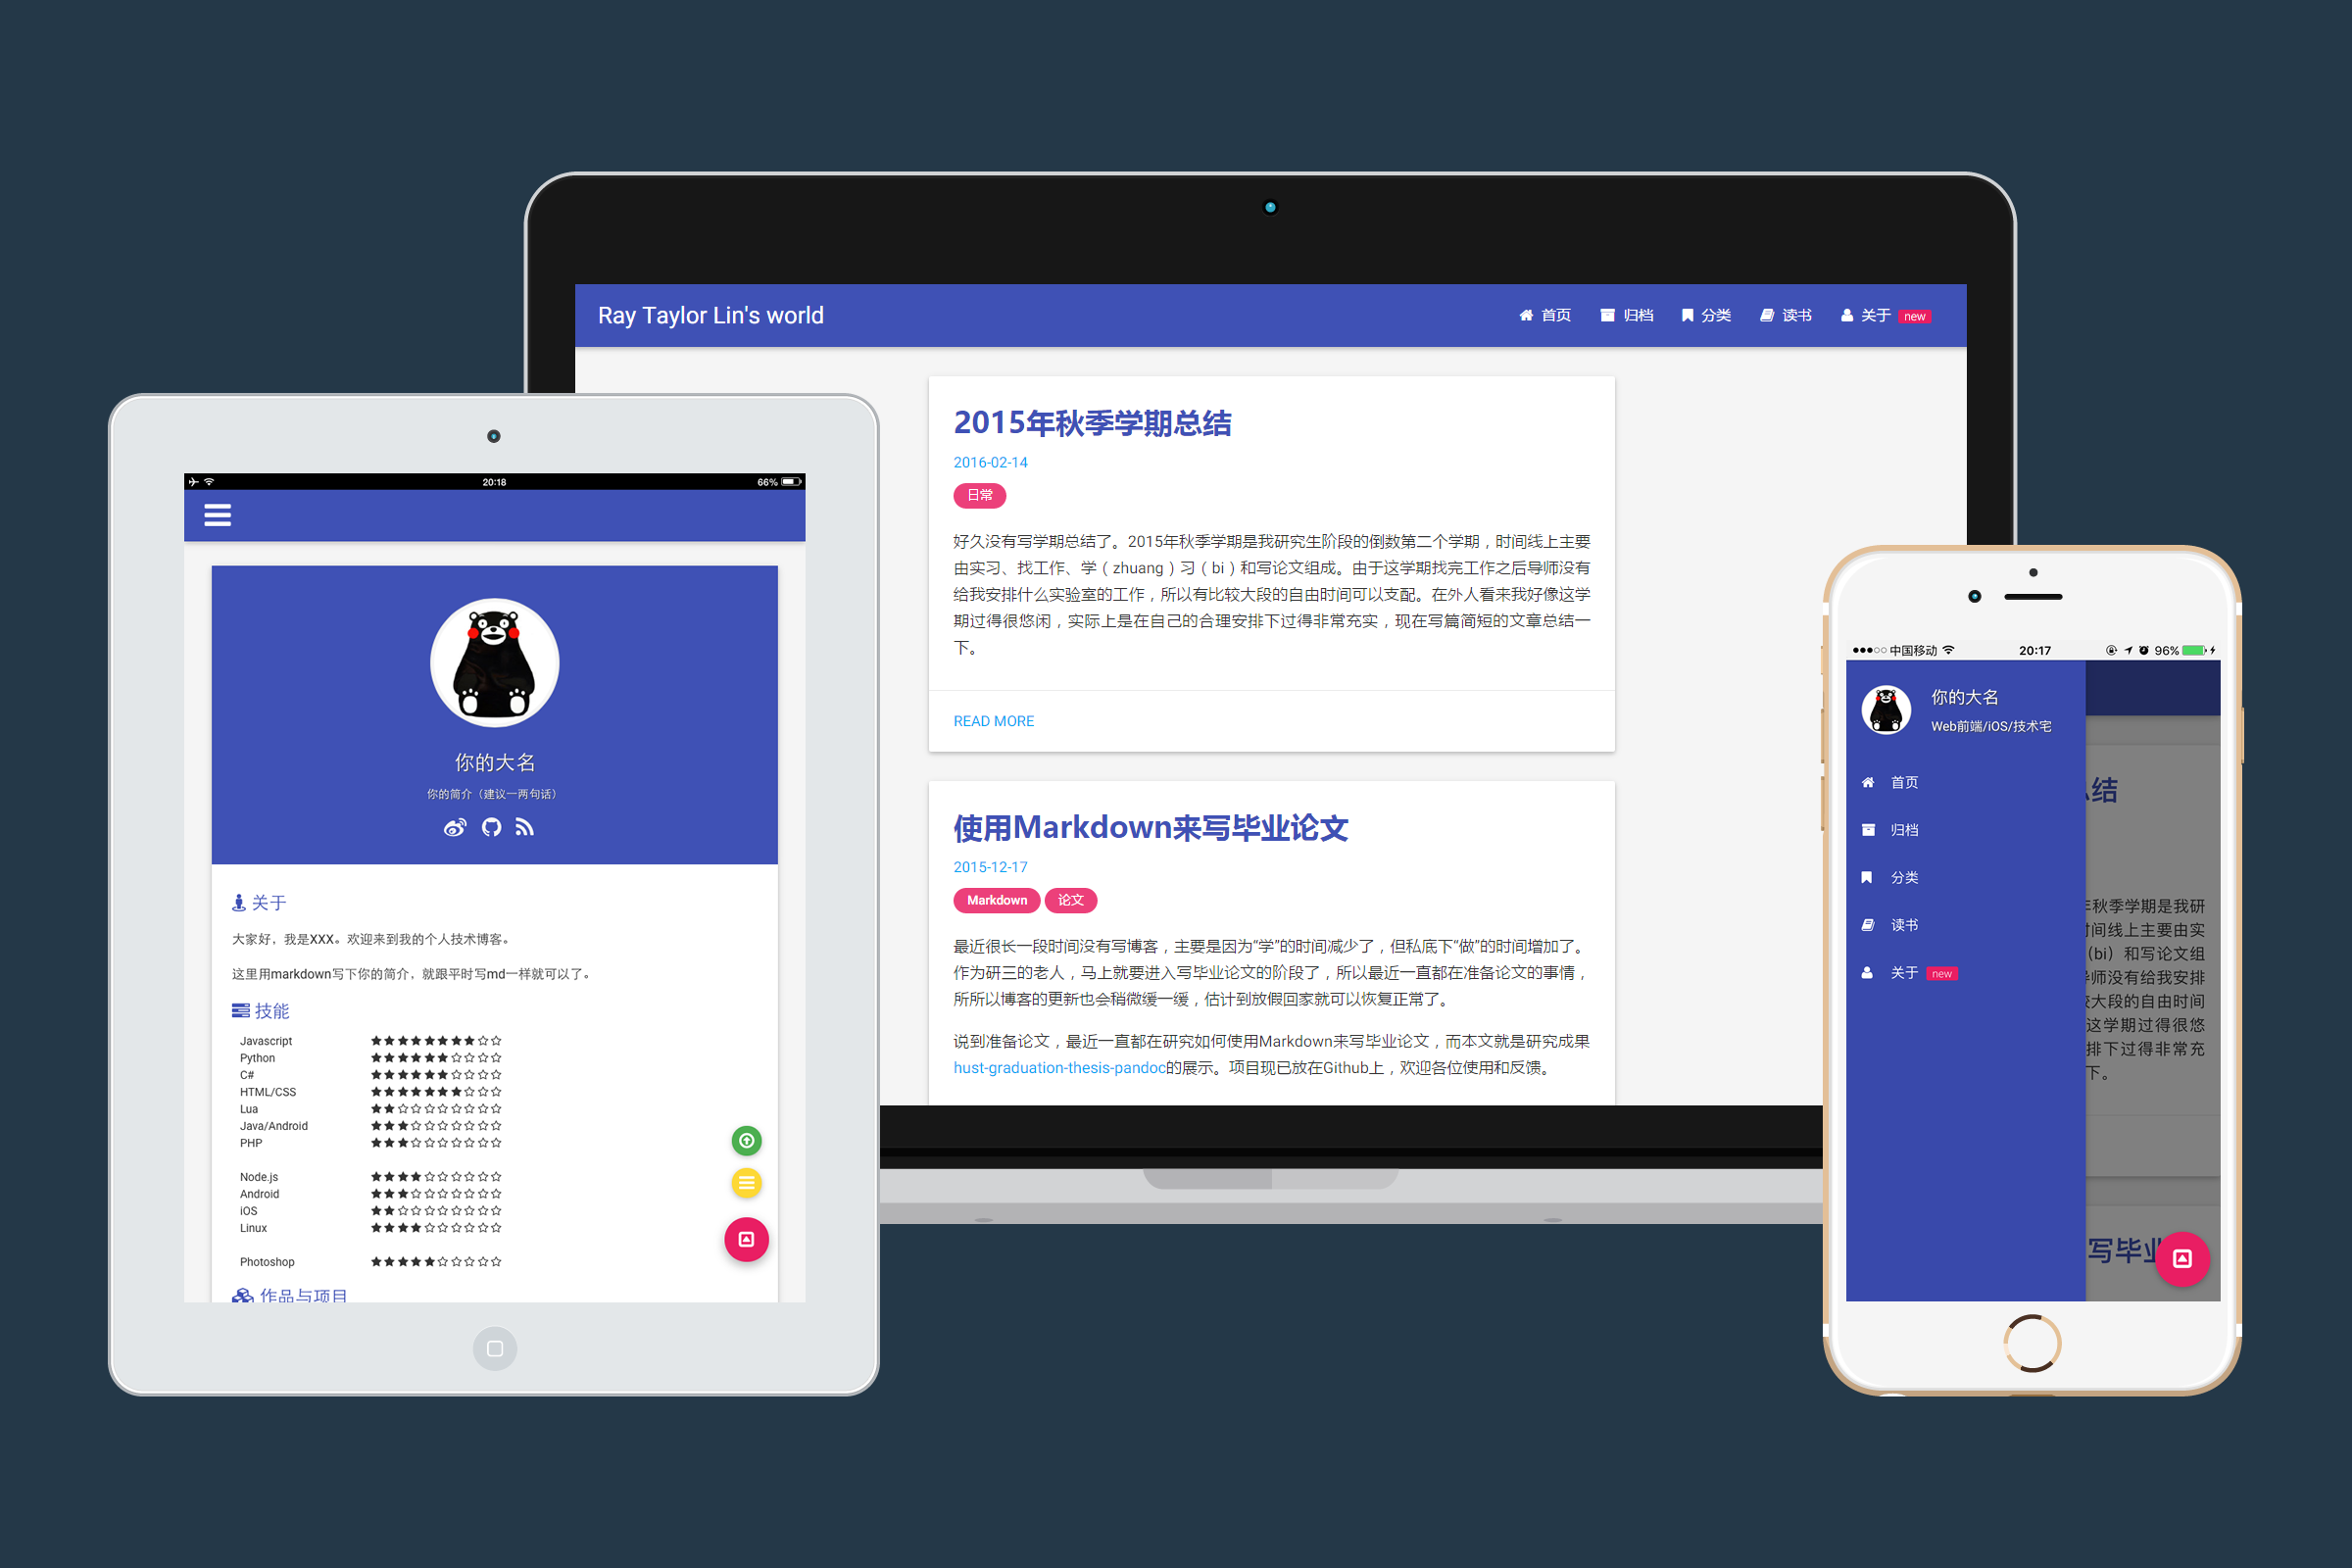 Ray Taylor Lin's world
首页 归档 分类 读书 关于 new
2015年秋季学期总结
2016-02-14
日常
好久没有写学期总结了。2015年秋季学期是我研究生阶段的倒数第二个学期，时间线上主要
由实习、找工作、学（zhuang）习（bi）和写论文组成。由于这学期找完工作之后导师没有
给我安排什么实验室的工作，所以有比较大段的自由时间可以支配。在外人看来我好像这学
期过得很悠闲，实际上是在自己的合理安排下过得非常充实，现在写篇简短的文章总结一
下。
READ MORE
使用Markdown来写毕业论文
2015-12-17
Markdown 论文
最近很长一段时间没有写博客，主要是因为“学”的时间减少了，但私底下“做”的时间增加了。
作为研三的老人，马上就要进入写毕业论文的阶段了，所以最近一直都在准备论文的事情，
所所以博客的更新也会稍微缓一缓，估计到放假回家就可以恢复正常了。
说到准备论文，最近一直都在研究如何使用Markdown来写毕业论文，而本文就是研究成果
hust-graduation-thesis-pandoc的展示。项目现已放在Github上，欢迎各位使用和反馈。
20:18 66%
你的大名
你的简介（建议一两句话）
关于
大家好，我是XXX。欢迎来到我的个人技术博客。
这里用markdown写下你的简介，就跟平时写md一样就可以了。
技能
Javascript
Python
C#
HTML/CSS
Lua
Java/Android
PHP
Node.js
Android
iOS
Linux
Photoshop
作品与项目
中国移动 20:17 96%
你的大名
Web前端/iOS/技术宅
首页
归档
分类
读书
关于 new
结
秋季学期是我研
间线上主要由实
（bi）和写论文组
师没有给我安排
大段的自由时间
这学期过得很悠
排下过得非常充
下。
写毕业